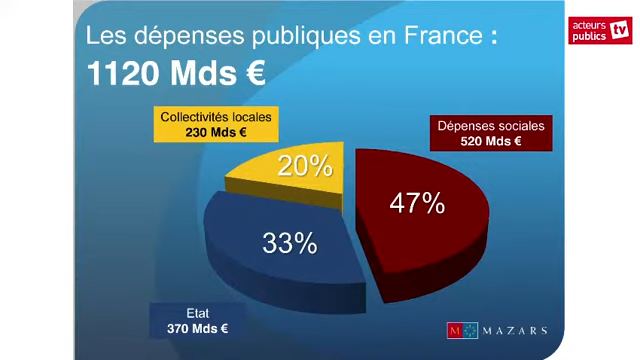 Les dépenses publiques en France :
1120 Mds €
acteurs
publics
tv
Collectivités locales
230 Mds €
Dépenses sociales
520 Mds €
20%
47%
33%
Etat
370 Mds €
M MAZARS